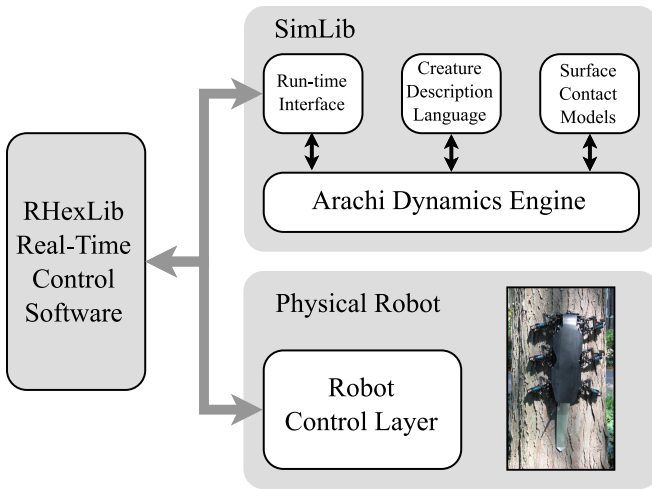 SimLib
Run-time
Interface
Creature
Description
Language
Surface
Contact
Models
Arachi Dynamics Engine
RHexLib
Real-Time
Control
Software
Physical Robot
Robot
Control Layer